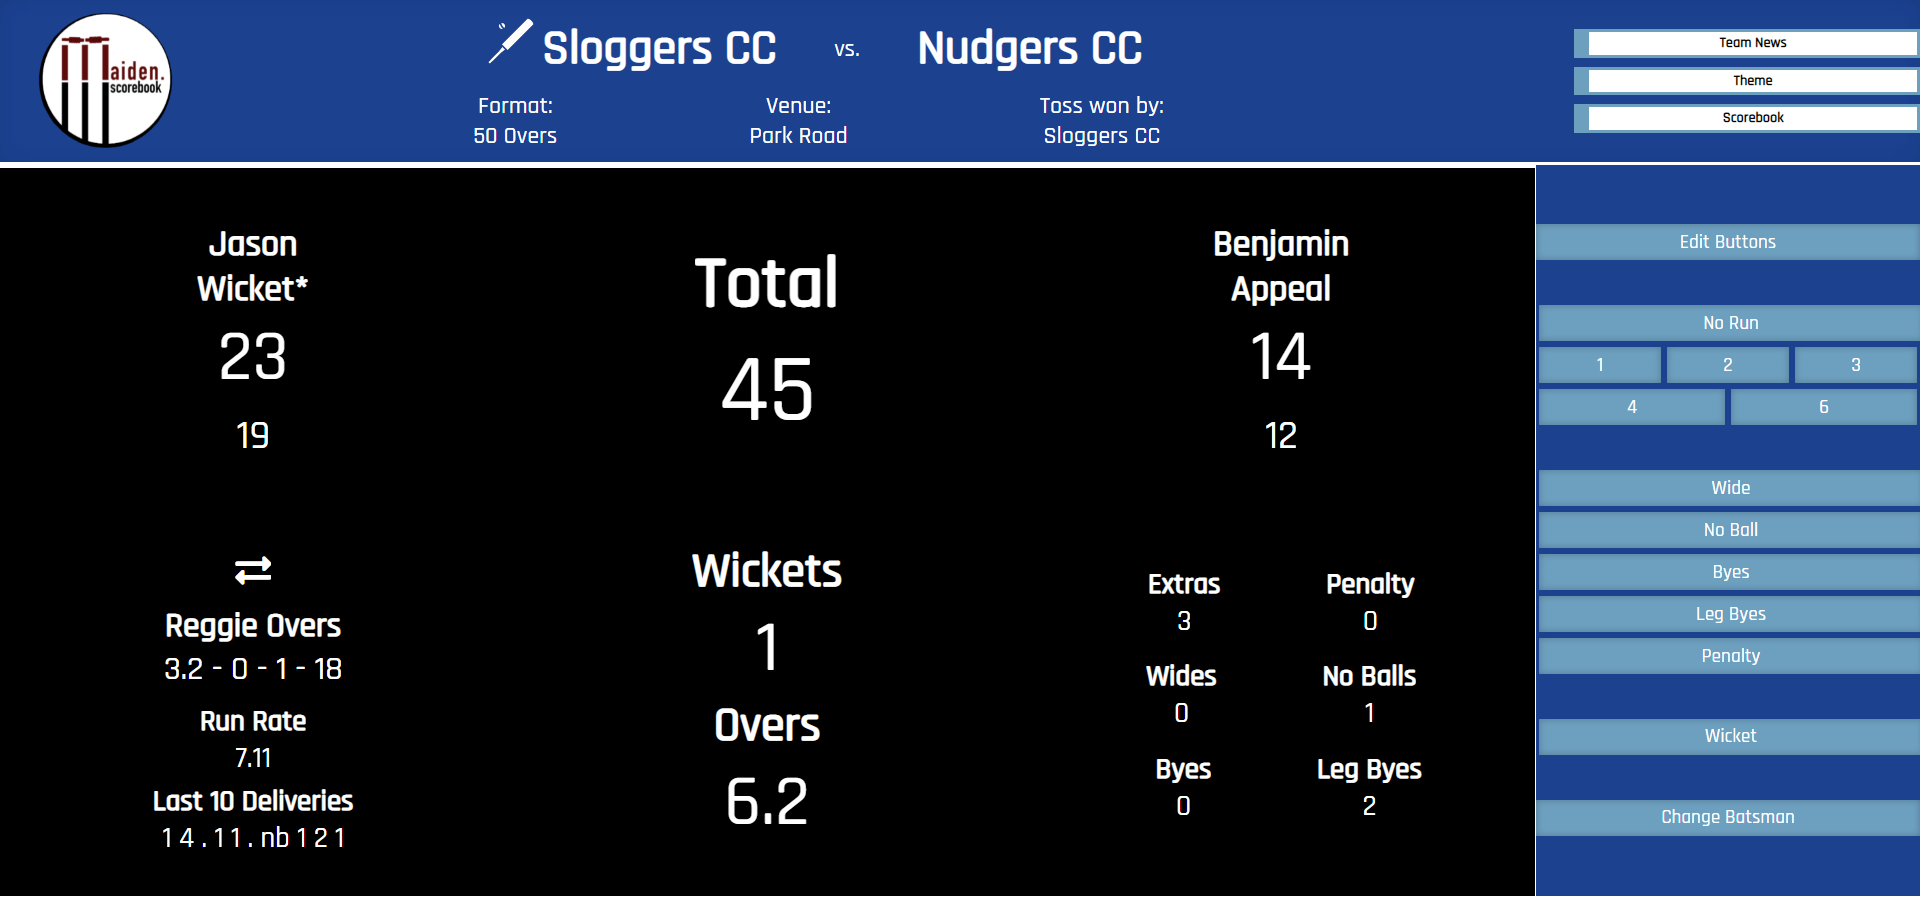 Maiden.
scorebook
Sloggers CC vs. Nudgers CC
Format: Venue: Toss won by:
50 Overs Park Road Sloggers CC
Team News
Theme
Scorebook
Jason
Wicket*
23
19
Total
45
Benjamin
Appeal
14
12
Reggie Overs
3.2 - 0 - 1 - 18
Run Rate
7.11
Last 10 Deliveries
1 4 . 1 1 . nb 1 2 1
Wickets
1
Overs
6.2
Extras Penalty
3 0
Wides No Balls
0 1
Byes Leg Byes
0 2
Edit Buttons
No Run
1 2 3
4 6
Wide
No Ball
Byes
Leg Byes
Penalty
Wicket
Change Batsman